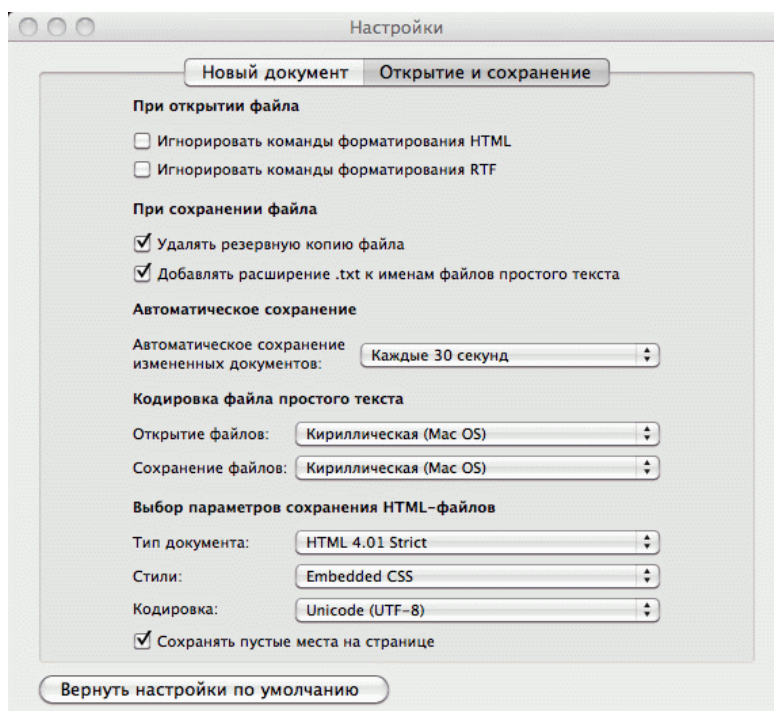 Настройки
Новый документ
Открытие и сохранение
При открытии файла
Игнорировать команды форматирования HTML
Игнорировать команды форматирования RTF
При сохранении файла
Удалять резервную копию файла
Добавлять расширение .txt к именам файлов простого текста
Автоматическое сохранение
Автоматическое сохранение
измененных документов:
Каждые 30 секунд
Кодировка файла простого текста
Открытие файлов:
Кириллическая (Mac OS)
Сохранение файлов:
Кириллическая (Mac OS)
Выбор параметров сохранения HTML-файлов
Тип документа:
HTML 4.01 Strict
Стили:
Embedded CSS
Кодировка:
Unicode (UTF-8)
Сохранять пустые места на странице
Вернуть настройки по умолчанию